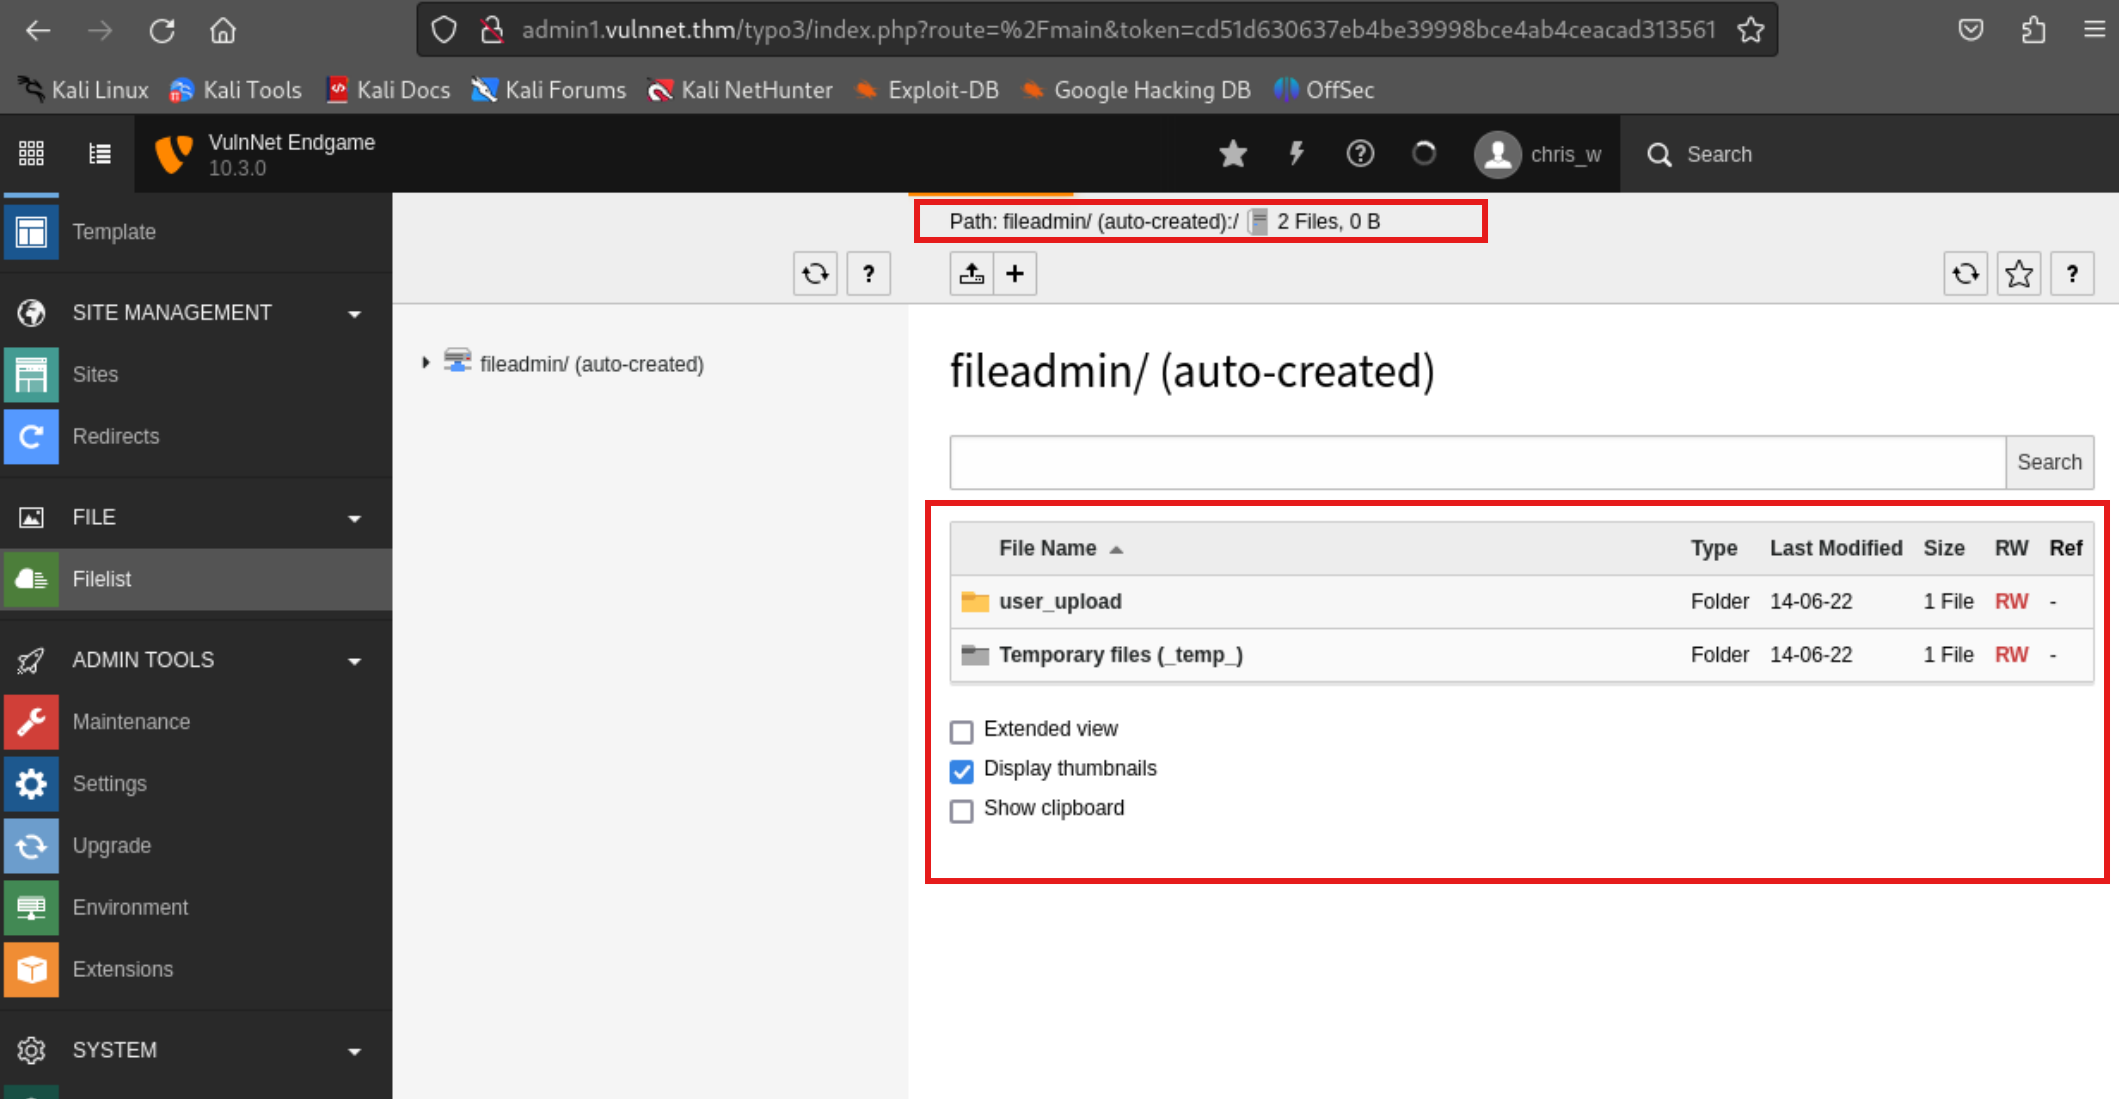 admin1.vulnnet.thm/typo3/index.php?route=%2Fmain&token=cd51d630637eb4be39998bce4ab4ceacad313561
Kali Linux Kali Tools Kali Docs Kali Forums Kali NetHunter Exploit-DB Google Hacking DB OffSec
VulnNet Endgame
10.3.0
chris_w
Search
Template
SITE MANAGEMENT
Sites
Redirects
FILE
Filelist
ADMIN TOOLS
Maintenance
Settings
Upgrade
Environment
Extensions
SYSTEM
?
fileadmin/ (auto-created)
Path: fileadmin/ (auto-created):/ 2 Files, 0 B
+ ?
fileadmin/ (auto-created)
Search
File Name Type Last Modified Size RW Ref
user_upload Folder 14-06-22 1 File RW -
Temporary files (_temp_) Folder 14-06-22 1 File RW -
Extended view
Display thumbnails
Show clipboard